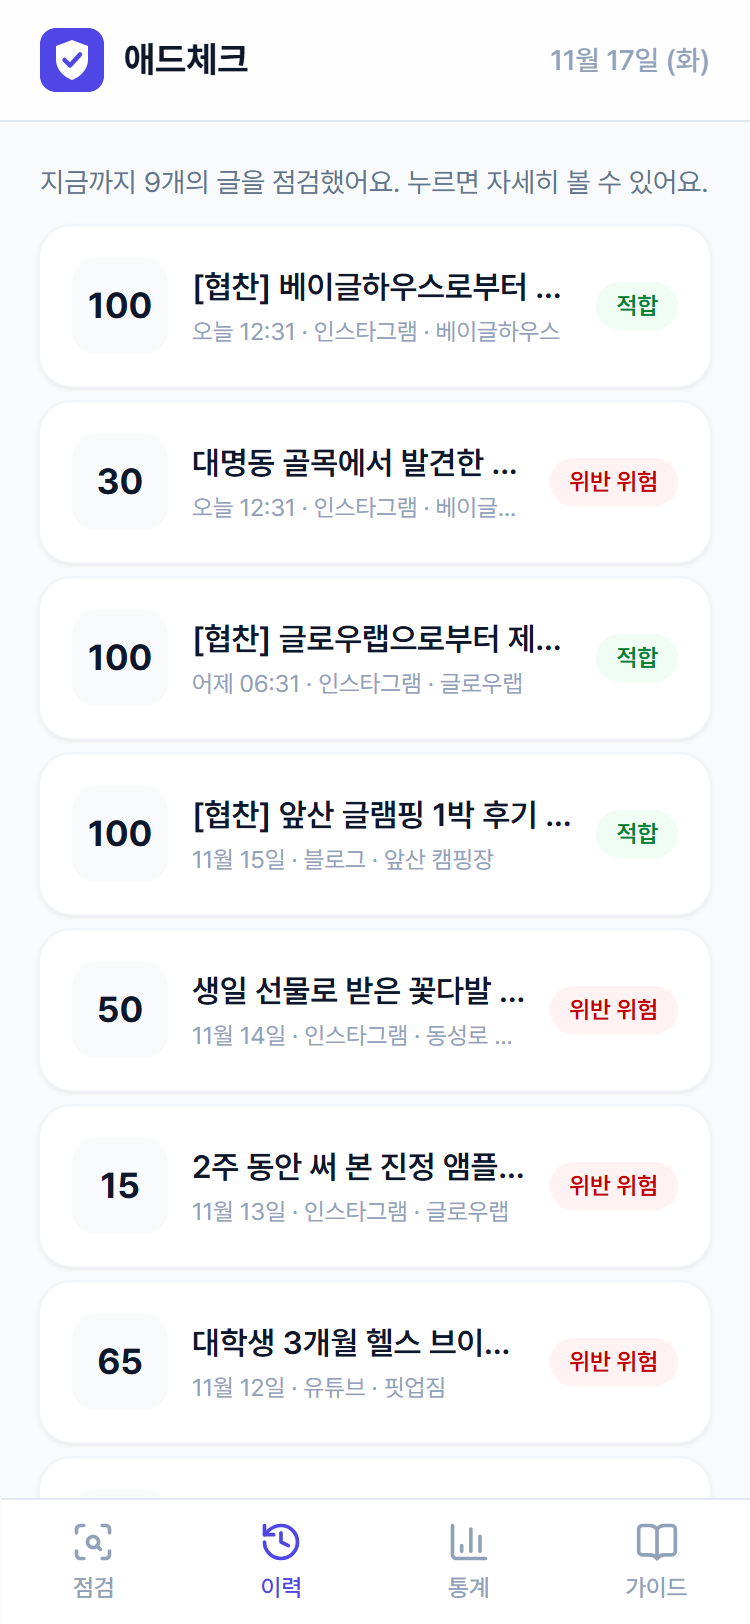 애드체크
11월 17일 (화)
지금까지 9개의 글을 점검했어요. 누르면 자세히 볼 수 있어요.
100
[협찬] 베이글하우스로부터 ...
오늘 12:31 · 인스타그램 · 베이글하우스
적합
30
대명동 골목에서 발견한 ...
오늘 12:31 · 인스타그램 · 베이글...
위반 위험
100
[협찬] 글로우랩으로부터 제...
어제 06:31 · 인스타그램 · 글로우랩
적합
100
[협찬] 앞산 글램핑 1박 후기 ...
11월 15일 · 블로그 · 앞산 캠핑장
적합
50
생일 선물로 받은 꽃다발 ...
11월 14일 · 인스타그램 · 동성로 ...
위반 위험
15
2주 동안 써 본 진정 앰플...
11월 13일 · 인스타그램 · 글로우랩
위반 위험
65
대학생 3개월 헬스 브이...
11월 12일 · 유튜브 · 핏업짐
위반 위험
점검
이력
통계
가이드